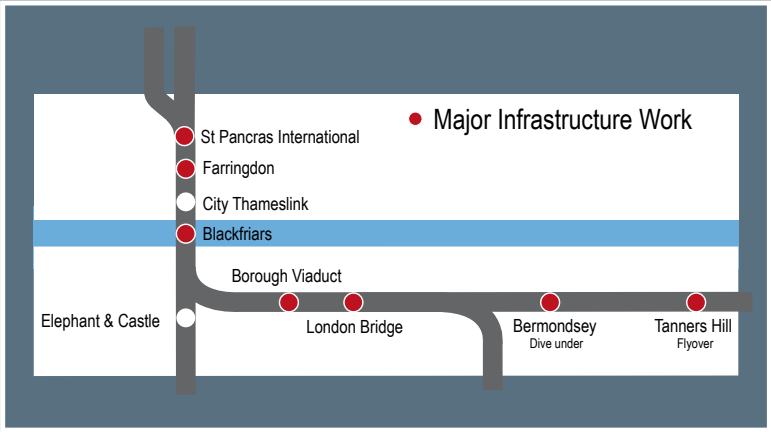 Major Infrastructure Work
St Pancras International
Farringdon
City Thameslink
Blackfriars
Borough Viaduct
Elephant & Castle
London Bridge
Bermondsey
Dive under
Tanners Hill
Flyover